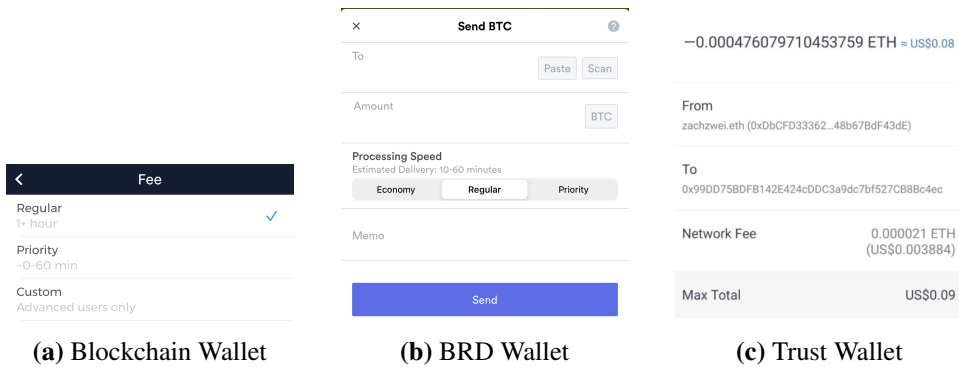 Fee
Regular
1+ hour
Priority
~0-60 min
Custom
Advanced users only
(a) Blockchain Wallet
× Send BTC ?
To
Paste Scan
Amount
BTC
Processing Speed
Estimated Delivery: 10-60 minutes
Economy Regular Priority
Memo
Send
(b) BRD Wallet
−0.000476079710453759 ETH ≈ US$0.08
From
zachzwei.eth (0xDbCFD33362...48b67BdF43dE)
To
0x99DD75BDFB142E424cDDC3a9dc7bf527CB8Bc4ec
Network Fee 0.000021 ETH
(US$0.003884)
Max Total US$0.09
(c) Trust Wallet